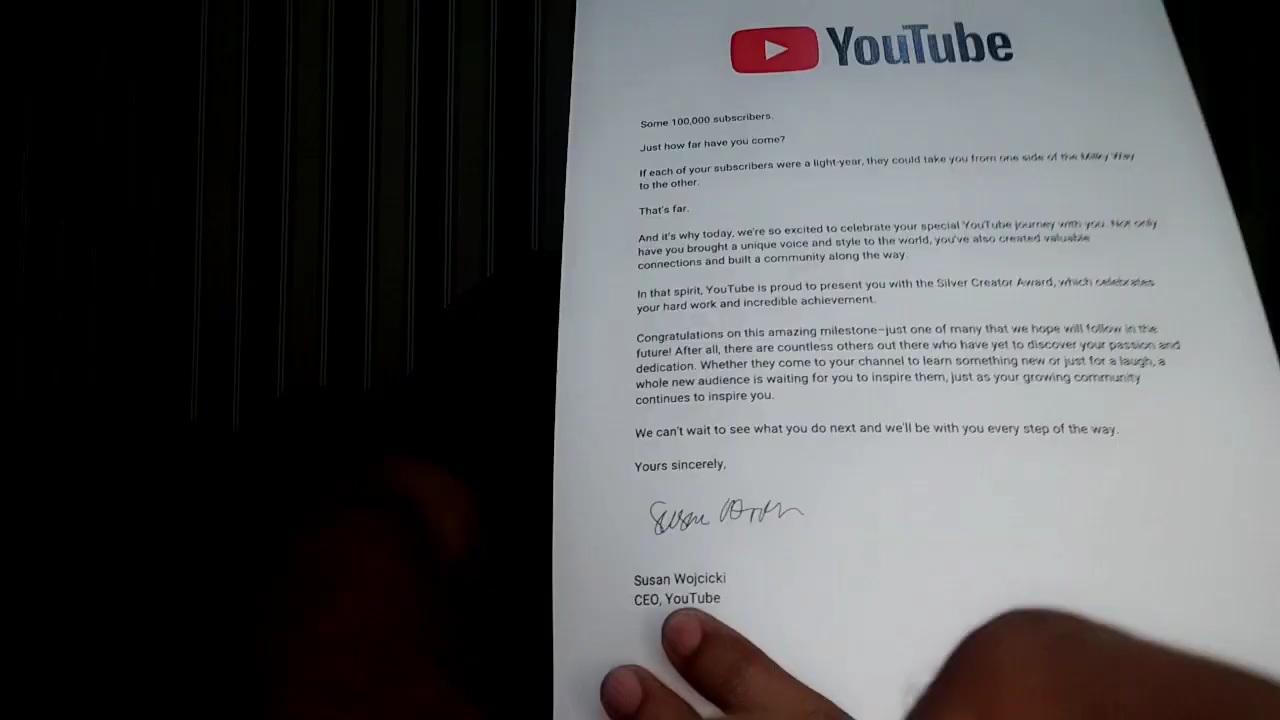 YouTube
Some 100,000 subscribers.
Just how far have you come?
If each of your subscribers were a light-year, they could take you from one side of the Milky Way
to the other.
That's far.
And it's why today, we're so excited to celebrate your special YouTube journey with you. Not only
have you brought a unique voice and style to the world, you've also created valuable
connections and built a community along the way.
In that spirit, YouTube is proud to present you with the Silver Creator Award, which celebrates
your hard work and incredible achievement.
Congratulations on this amazing milestone—just one of many that we hope will follow in the
future! After all, there are countless others out there who have yet to discover your passion and
dedication. Whether they come to your channel to learn something new or just for a laugh, a
whole new audience is waiting for you to inspire them, just as your growing community
continues to inspire you.
We can't wait to see what you do next and we'll be with you every step of the way.
Yours sincerely,
Susan
Susan Wojcicki
CEO, YouTube